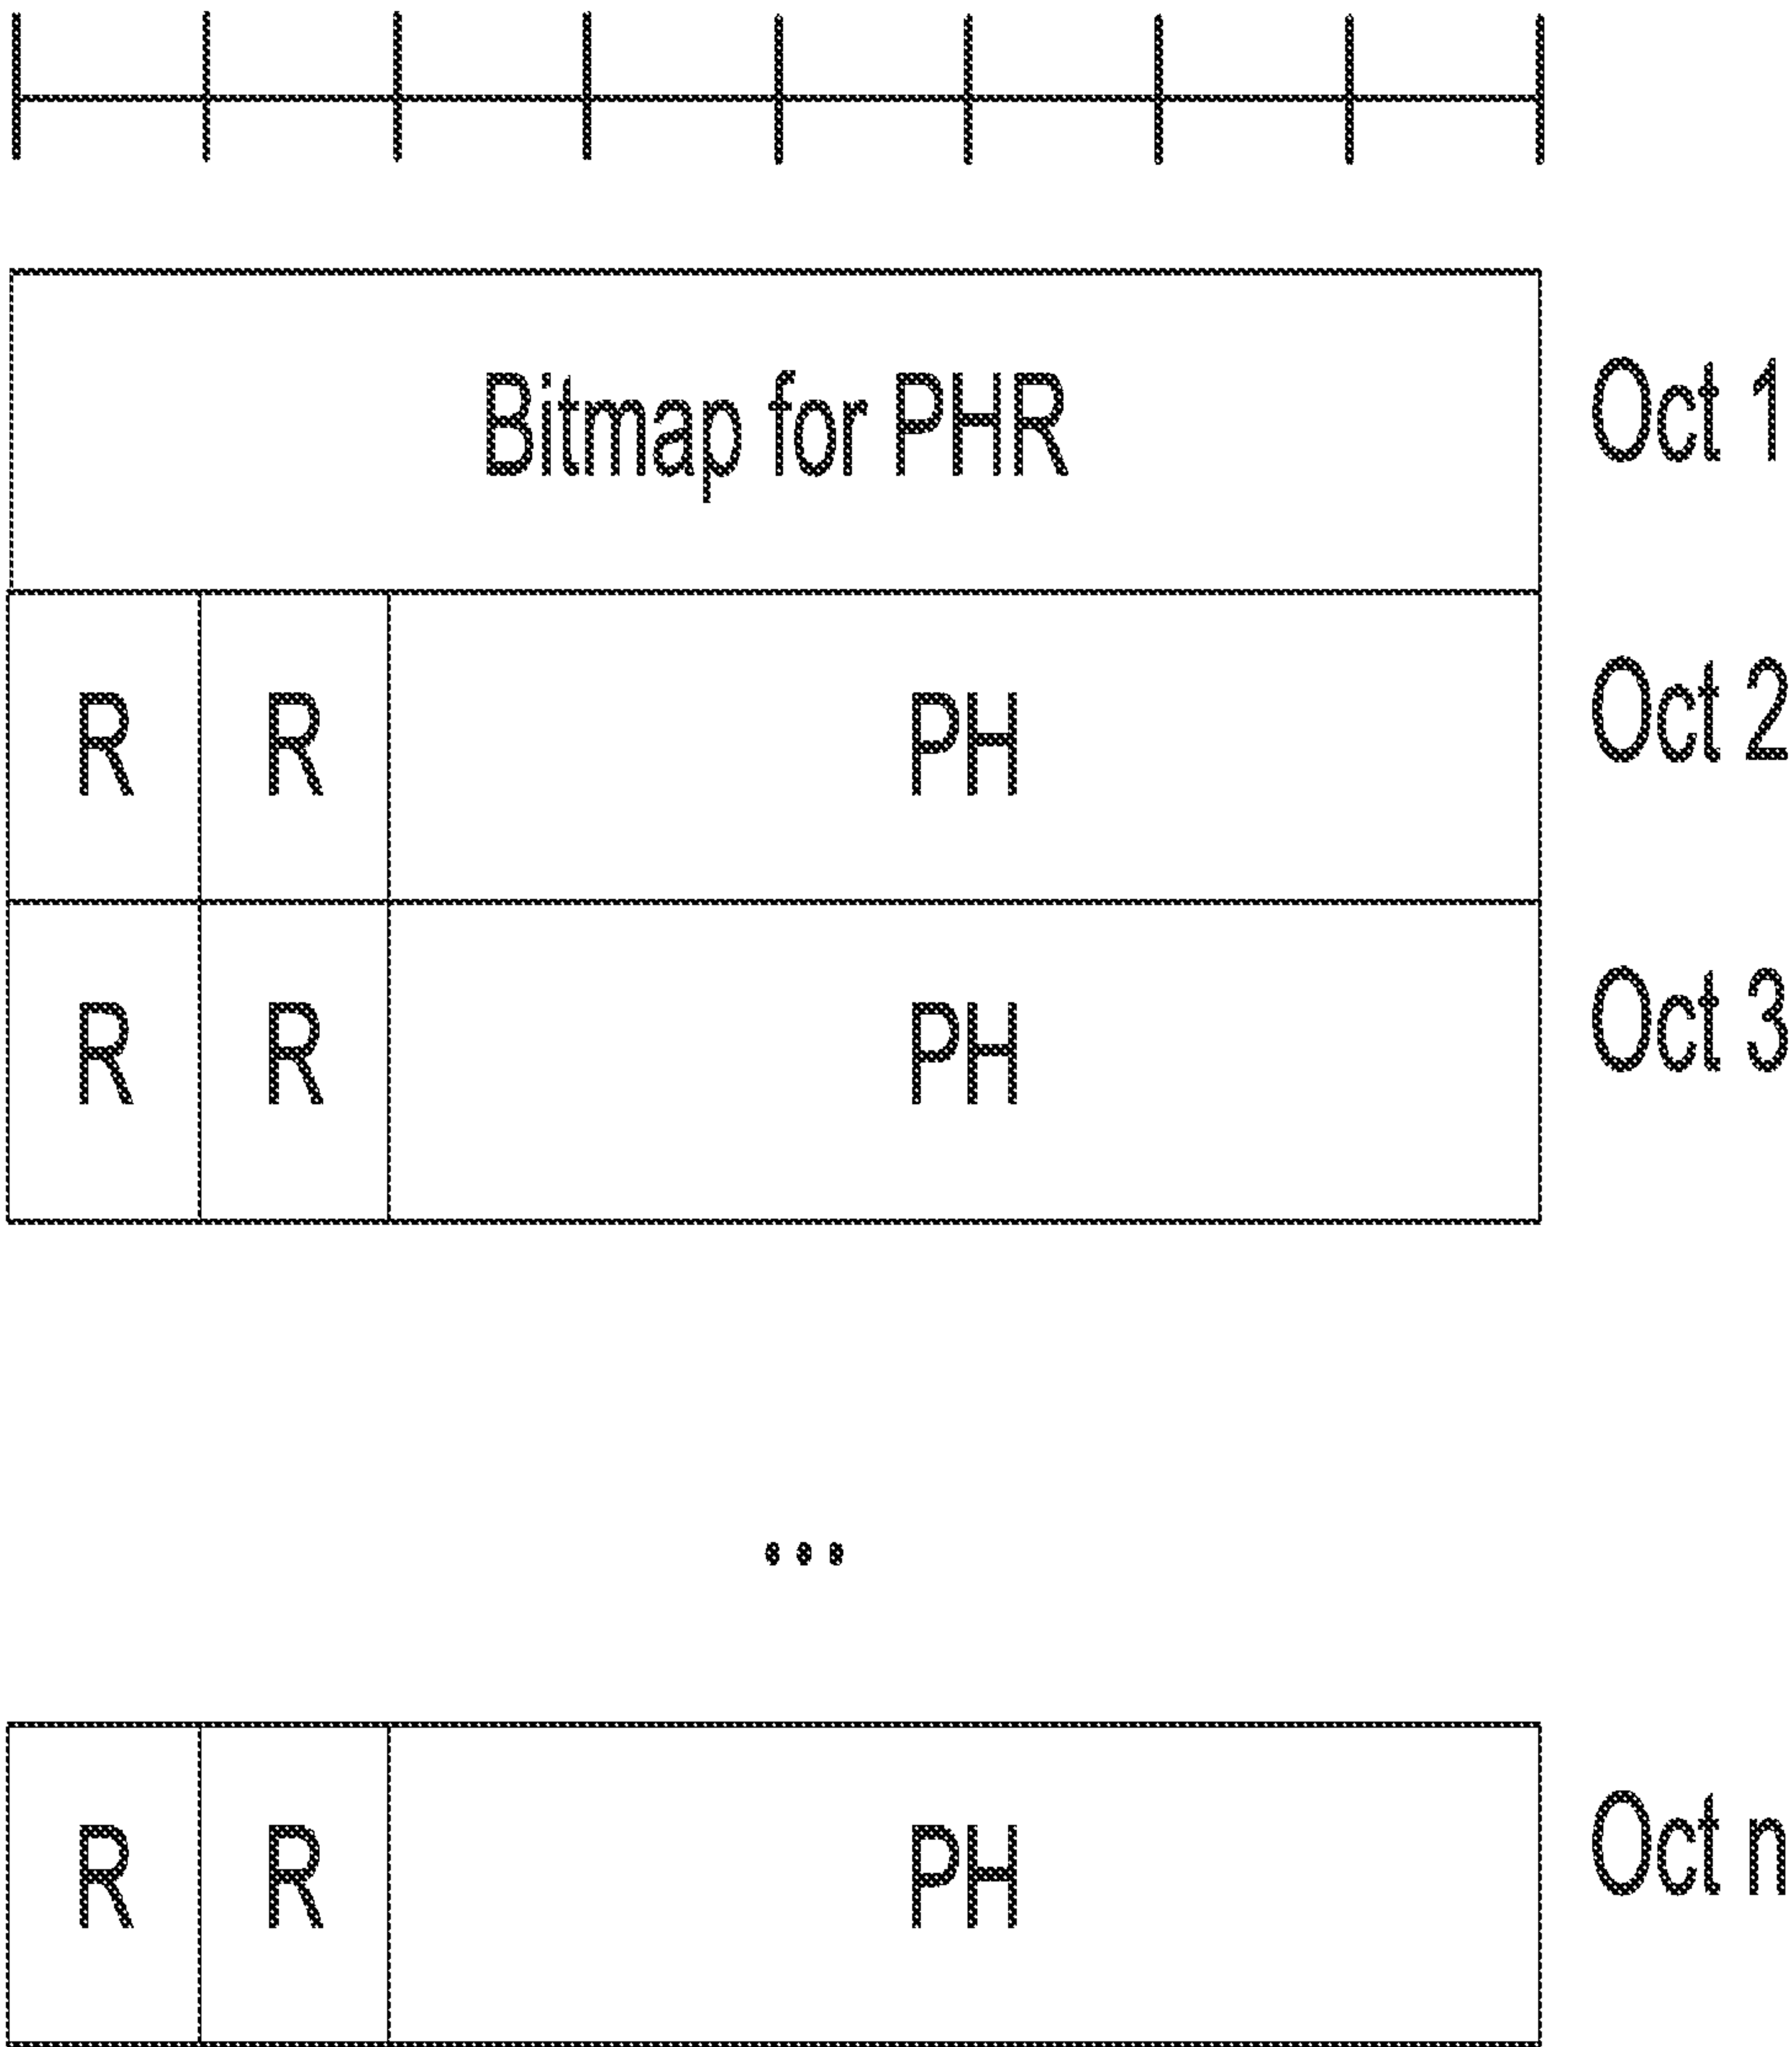 Bitmap for PHR Oct 1
R R PH Oct 2
R R PH Oct 3
...
R R PH Oct n